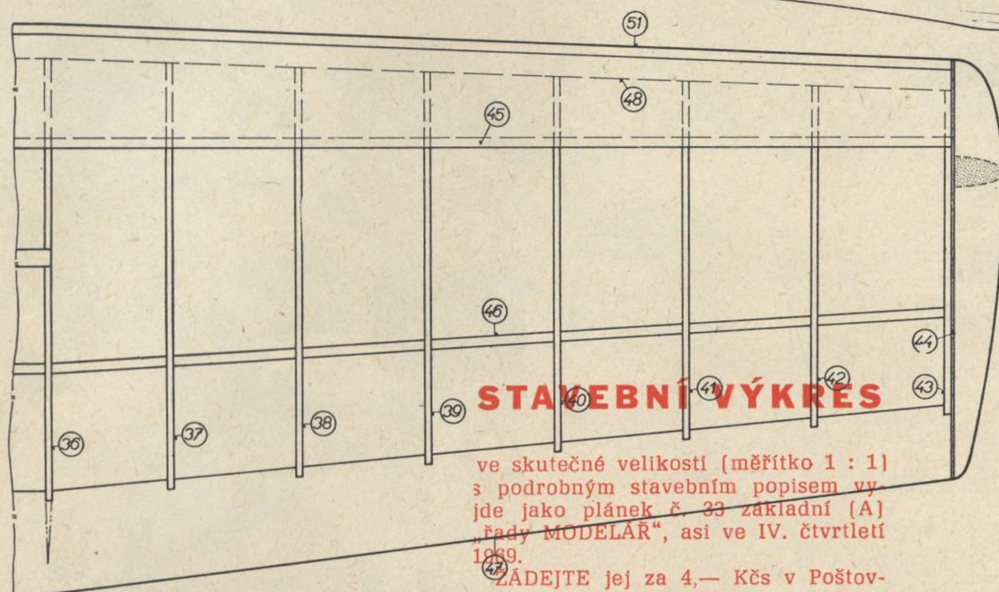 51
48
45
46
44
43
42
41
40
39
38
37
36
STAVEBNÍ VÝKRES
ve skutečné velikosti (měřítko 1 : 1)
s podrobným stavebním popisem vy-
jde jako plánek č. 33 základní (A)
„řady MODELÁŘ“, asi ve IV. čtvrtletí
1969.
47
ŽÁDEJTE jej za 4,— Kčs v Poštov-